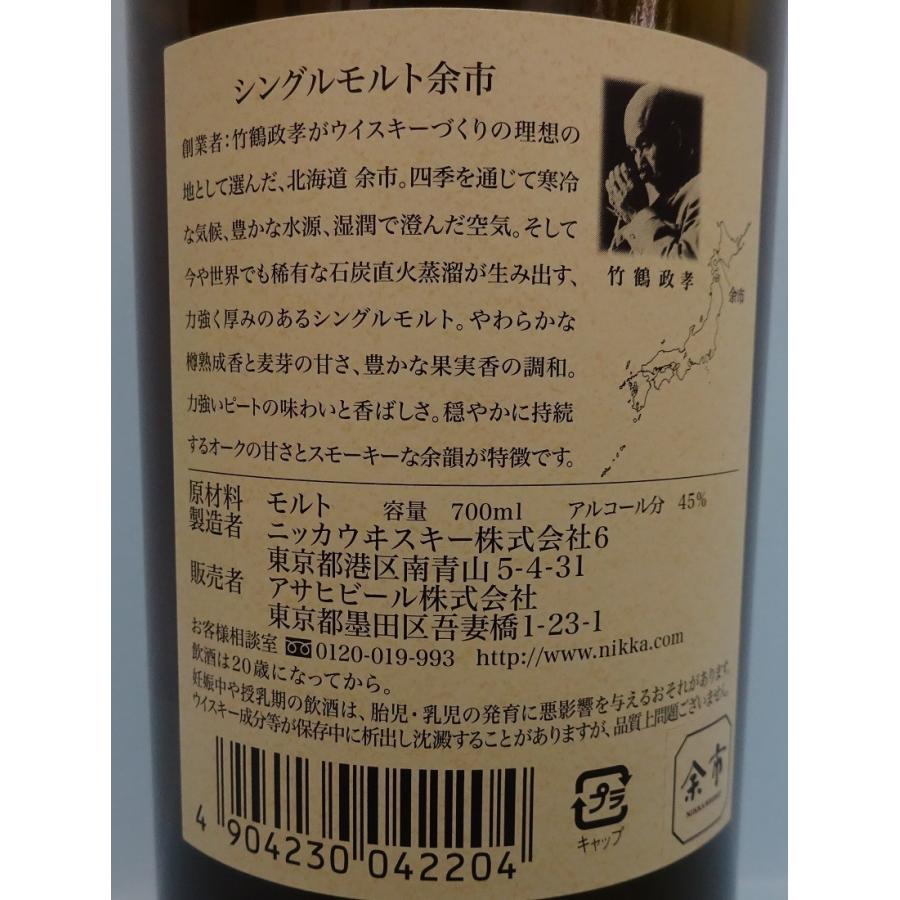 シングルモルト余市
創業者:竹鶴政孝がウイスキーづくりの理想の
地として選んだ、北海道 余市。四季を通じて寒冷
な気候、豊かな水源、湿潤で澄んだ空気。そして
今や世界でも稀有な石炭直火蒸溜が生み出す、
力強く厚みのあるシングルモルト。やわらかな
樽熟成香と麦芽の甘さ、豊かな果実香の調和。
力強いピートの味わいと香ばしさ。穏やかに持続
するオークの甘さとスモーキーな余韻が特徴です。
竹鶴政孝
余市
原材料 モルト 容量 700ml アルコール分 45%
製造者 ニッカウヰスキー株式会社6
東京都港区南青山5-4-31
販売者 アサヒビール株式会社
東京都墨田区吾妻橋1-23-1
お客様相談室 0120-019-993 http://www.nikka.com
飲酒は20歳になってから。
妊娠中や授乳期の飲酒は、胎児・乳児の発育に悪影響を与えるおそれがあります。
ウイスキー成分等が保存中に析出し沈澱することがありますが、品質上問題ございません。
4 904230 042204
プラ
キャップ
余市